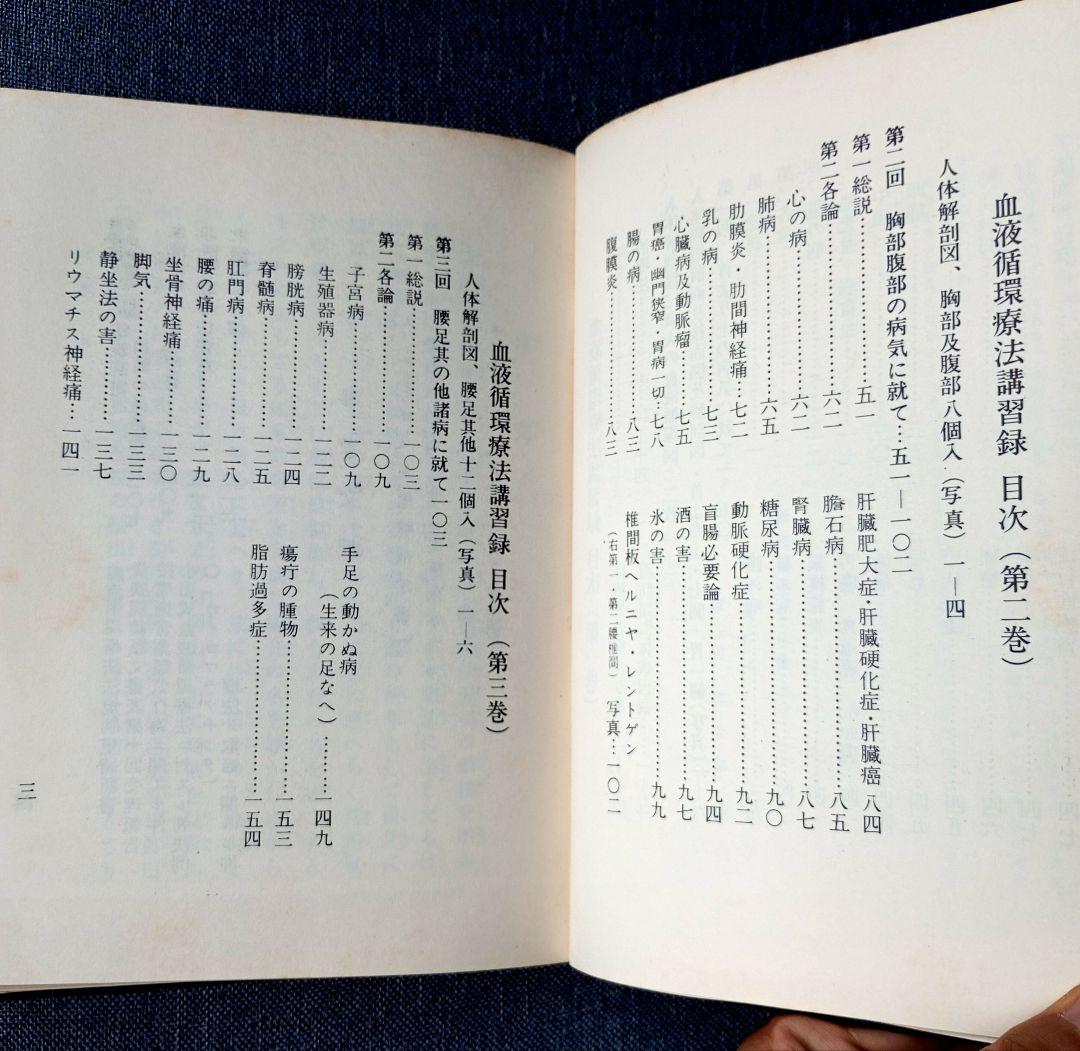 血液循環療法講習録 目次（第二巻）
人体解剖図、胸部及腹部八個入（写真）一―四
第二回 胸部腹部の病気に就て…五一―一〇二
第一総説……………五一
第二各論……………六二
心の病……………六二
肺病………………六五
肋膜炎・肋間神経痛…七二
乳の病……………七三
心臓病及動脈瘤……七五
胃癌・幽門狭窄・胃病一切…七八
腸の病……………八三
腹膜炎……………八三
肝臓肥大症・肝臓硬化症・肝臓癌 八四
膽石病……………八五
腎臓病……………八七
糖尿病……………九〇
動脈硬化症…………九二
盲腸必要論…………九四
酒の害……………九七
氷の害……………九九
椎間板ヘルニヤ・レントゲン
（右第一・第二腰椎間）写真…一〇二
血液循環療法講習録 目次（第三巻）
人体解剖図、腰足其他十二個入（写真）一―六
第三回 腰足其の他諸病に就て一〇三
第一総説……………一〇三
第二各論……………一〇九
子宮病……………一〇九
生殖器病…………一二二
膀胱病……………一二四
脊髄病……………一二五
肛門病……………一二八
腰の痛……………一二九
坐骨神経痛…………一三〇
脚気………………一三三
静坐法の害…………一三七
リウマチス神経痛…一四一
手足の動かぬ病
（生来の足なへ）……一四九
瘍疔の腫物…………一五三
脂肪過多症…………一五四
三